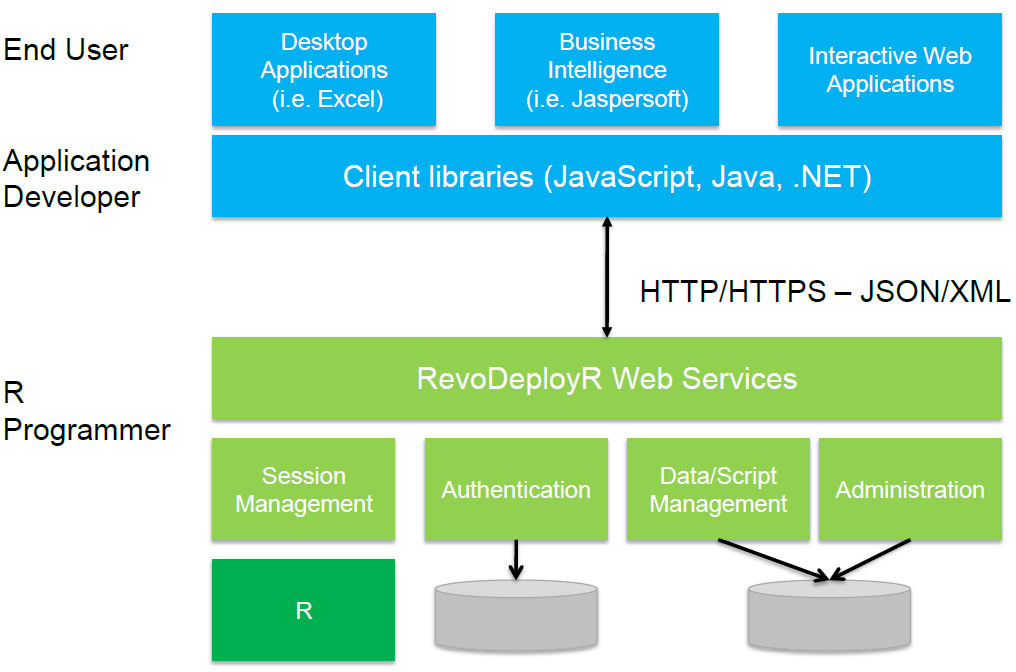 End User
Desktop
Applications
(i.e. Excel)
Business
Intelligence
(i.e. Jaspersoft)
Interactive Web
Applications
Application
Developer
Client libraries (JavaScript, Java, .NET)
HTTP/HTTPS – JSON/XML
R
Programmer
RevoDeployR Web Services
Session
Management
Authentication
Data/Script
Management
Administration
R